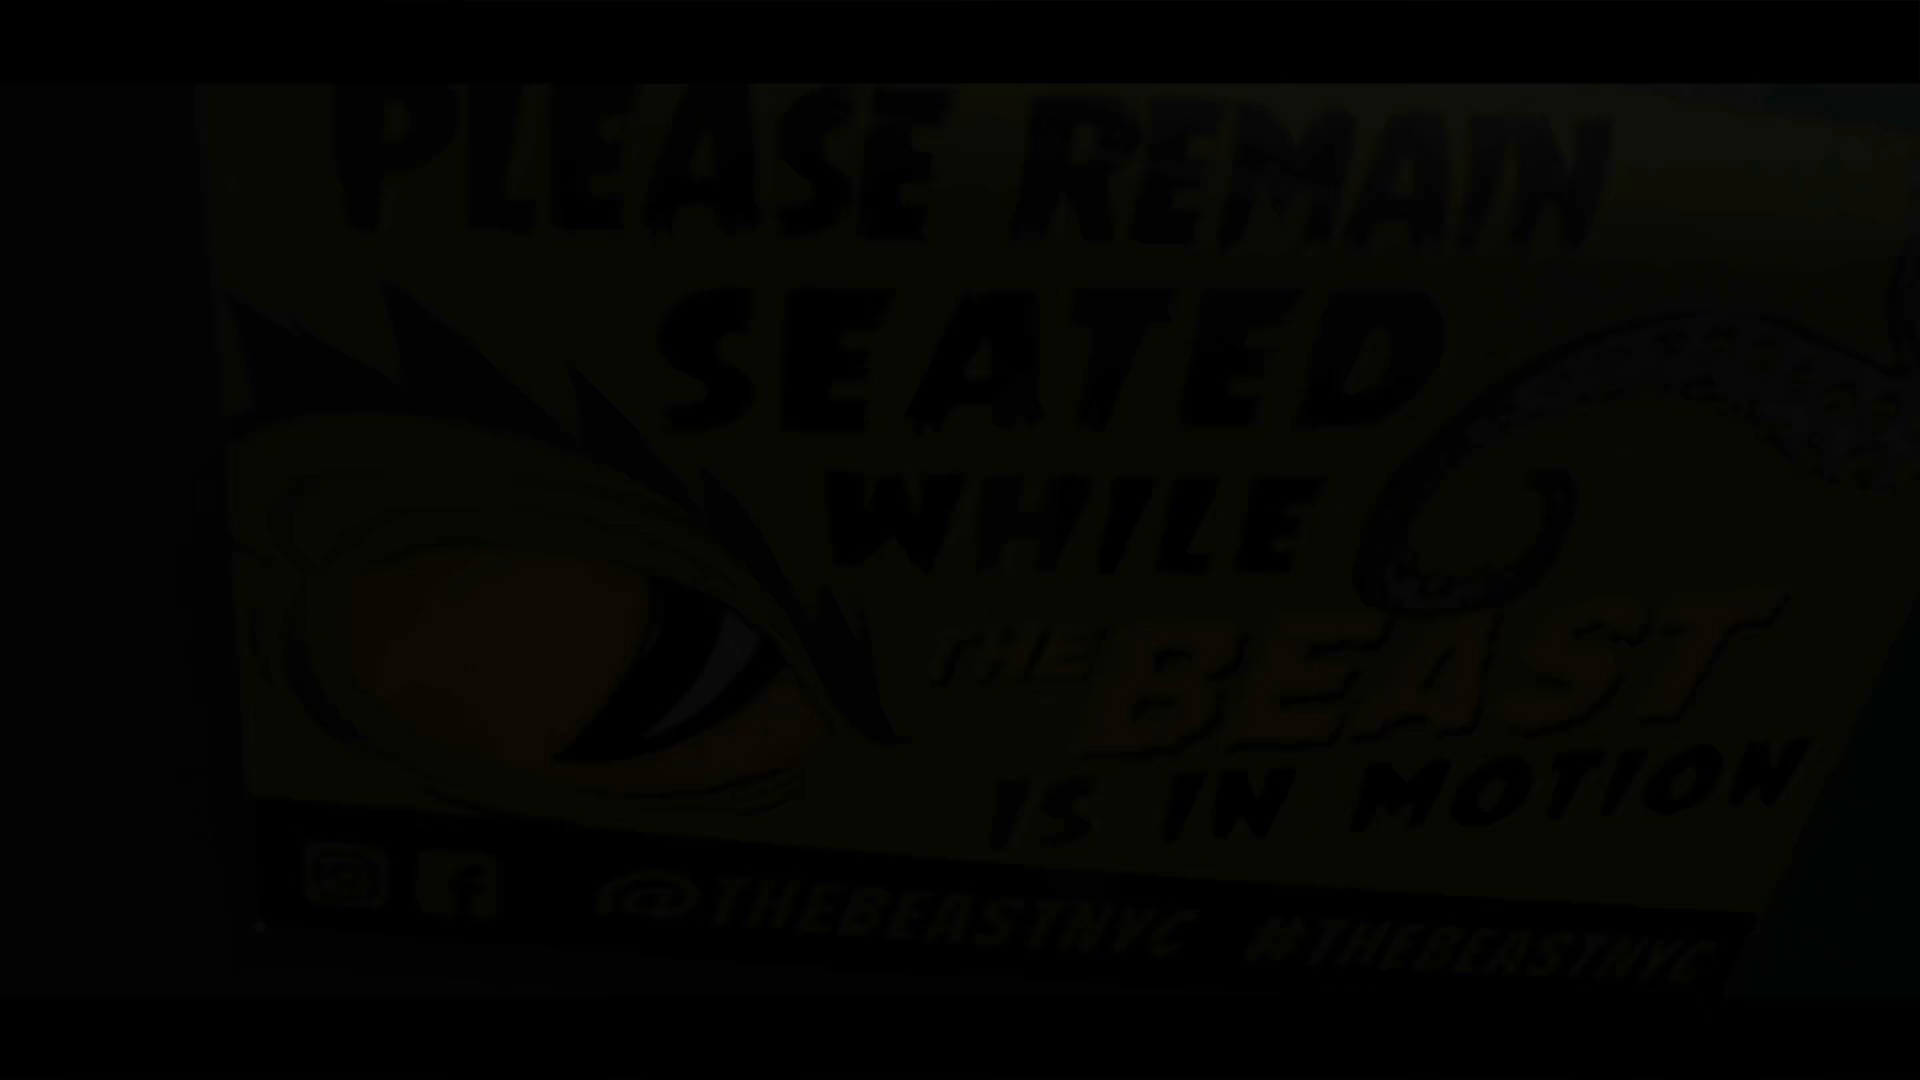 PLEASE REMAIN
SEATED
WHILE
THE BEAST
IS IN MOTION
@THEBEASTNYC #THEBEASTNYC